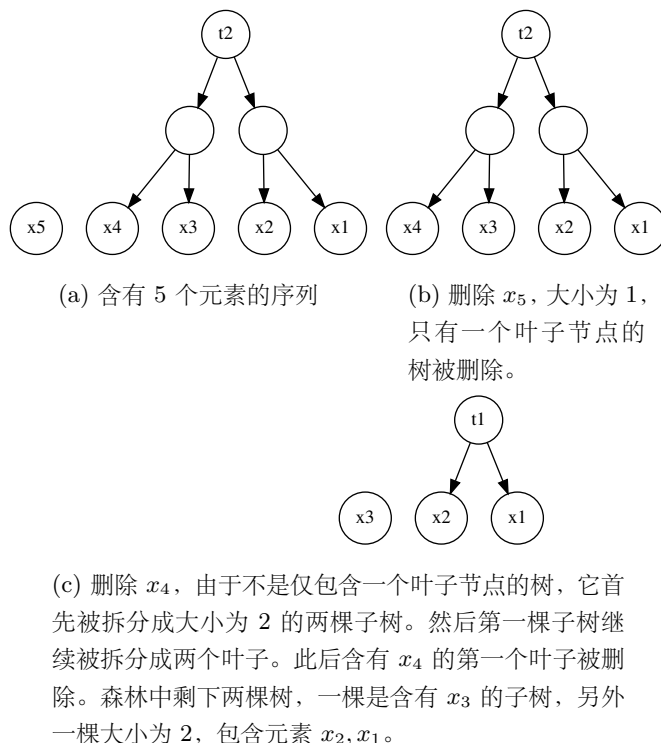 t2 t2
x5 x4 x3 x2 x1 x4 x3 x2 x1
(a) 含有 5 个元素的序列
(b) 删除 x₅，大小为 1，
只有一个叶子节点的
树被删除。
t1
x3 x2 x1
(c) 删除 x₄，由于不是仅包含一个叶子节点的树，它首
先被拆分成大小为 2 的两棵子树。然后第一棵子树继
续被拆分成两个叶子。此后含有 x₄ 的第一个叶子被删
除。森林中剩下两棵树，一棵是含有 x₃ 的子树，另外
一棵大小为 2，包含元素 x₂, x₁。